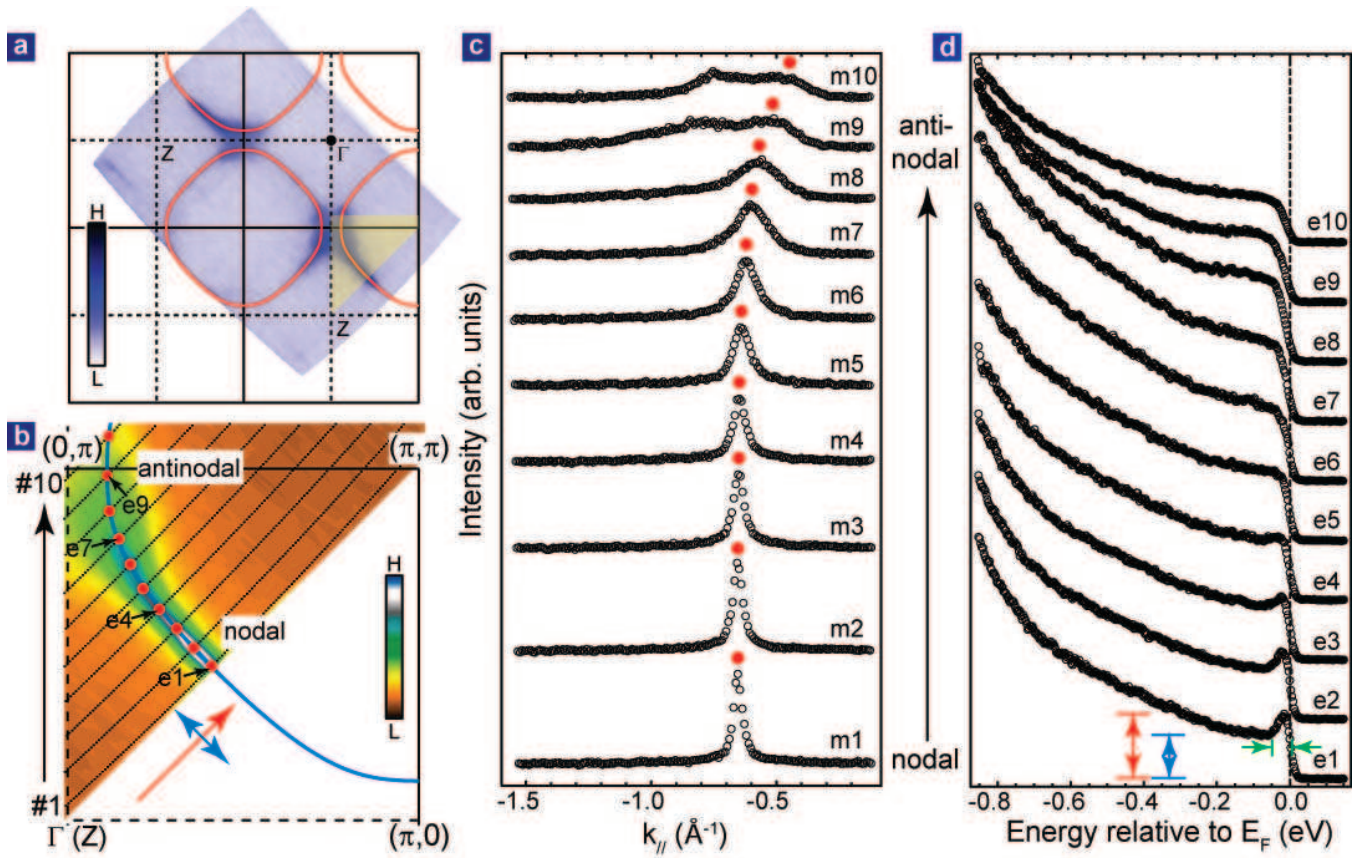 a
Z
Γ
H
L
Z
b
(0,π)
(π,π)
antinodal
#10
e9
e7
H
e4
nodal
e1
L
#1
Γ (Z)
(π,0)
c
m10
m9
m8
m7
m6
m5
m4
m3
m2
m1
Intensity (arb. units)
-1.5
-1.0
-0.5
k// (Å⁻¹)
anti-
nodal
nodal
d
e10
e9
e8
e7
e6
e5
e4
e3
e2
e1
-0.8
-0.6
-0.4
-0.2
0.0
Energy relative to EF (eV)